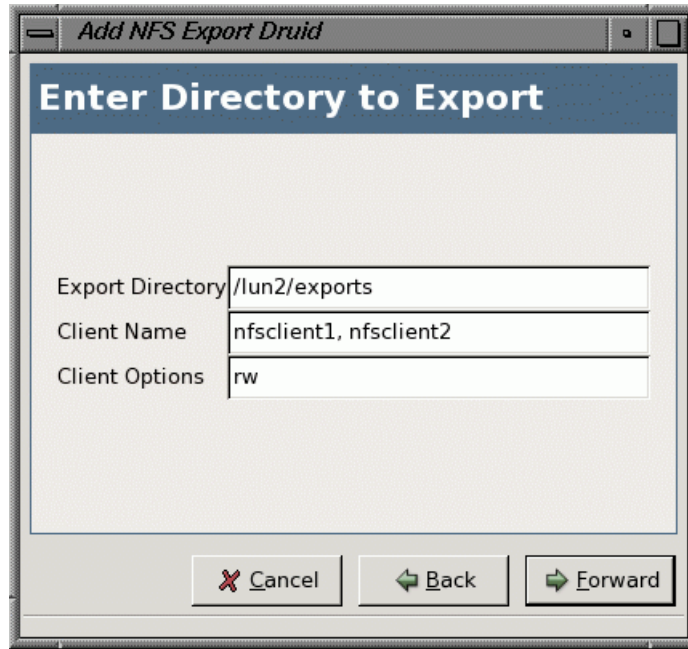 Add NFS Export Druid
Enter Directory to Export
Export Directory /lun2/exports
Client Name nfsclient1, nfsclient2
Client Options rw
Cancel Back Forward